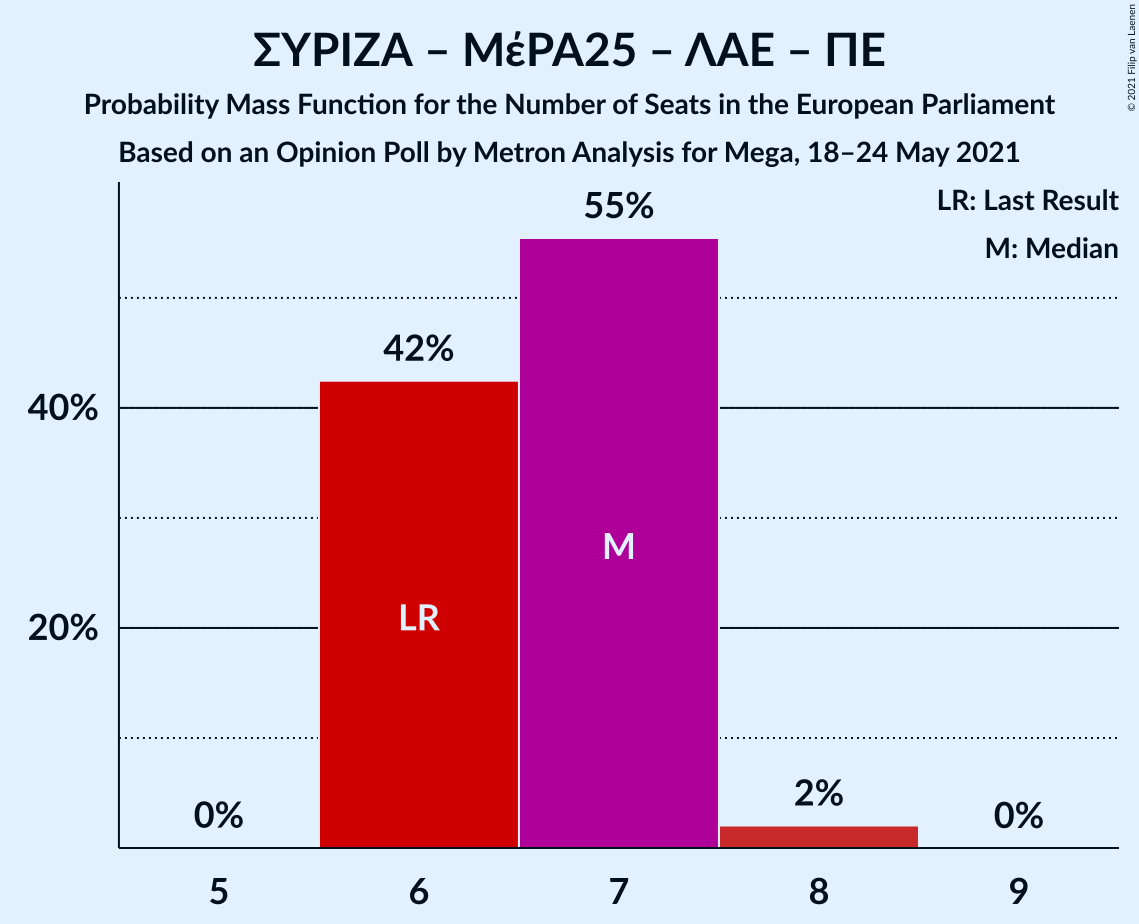 ΣΥΡΙΖΑ – ΜέΡΑ25 – ΛΑΕ – ΠΕ
Probability Mass Function for the Number of Seats in the European Parliament
Based on an Opinion Poll by Metron Analysis for Mega, 18–24 May 2021
© 2021 Filip van Laenen
LR: Last Result
M: Median
55%
42%
40%
M
LR
20%
2%
0%
0%
5 6 7 8 9